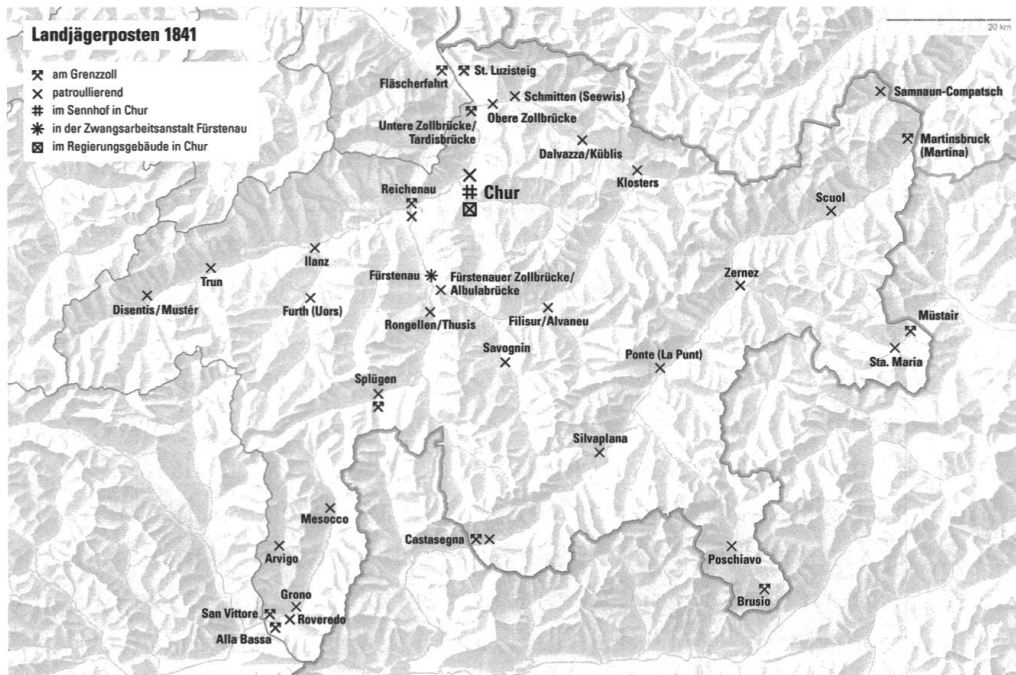 Landjägerposten 1841
am Grenzzoll
patroullierend
im Sennhof in Chur
in der Zwangsarbeitsanstalt Fürstenau
im Regierungsgebäude in Chur
20 km
Fläscherfahrt
St. Luzisteig
Schmitten (Seewis)
Obere Zollbrücke
Untere Zollbrücke/
Tardisbrücke
Samnaun-Compatsch
Martinsbruck
(Martina)
Dalvazza/Küblis
Klosters
Chur
Reichenau
Scuol
Ilanz
Trun
Disentis/Mustér
Furth (Uors)
Fürstenau
Fürstenauer Zollbrücke/
Albulabrücke
Rongellen/Thusis
Filisur/Alvaneu
Zernez
Müstair
Sta. Maria
Savognin
Ponte (La Punt)
Splügen
Silvaplana
Mesocco
Castasegna
Arvigo
Poschiavo
Grono
Brusio
San Vittore
Roveredo
Alla Bassa